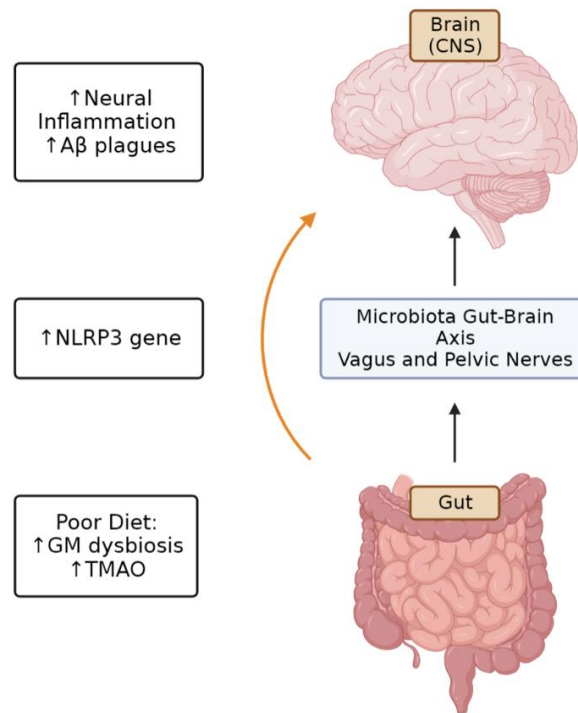 Brain
(CNS)
↑Neural
Inflammation
↑Aβ plagues
↑NLRP3 gene
Microbiota Gut-Brain
Axis
Vagus and Pelvic Nerves
Poor Diet:
↑GM dysbiosis
↑TMAO
Gut